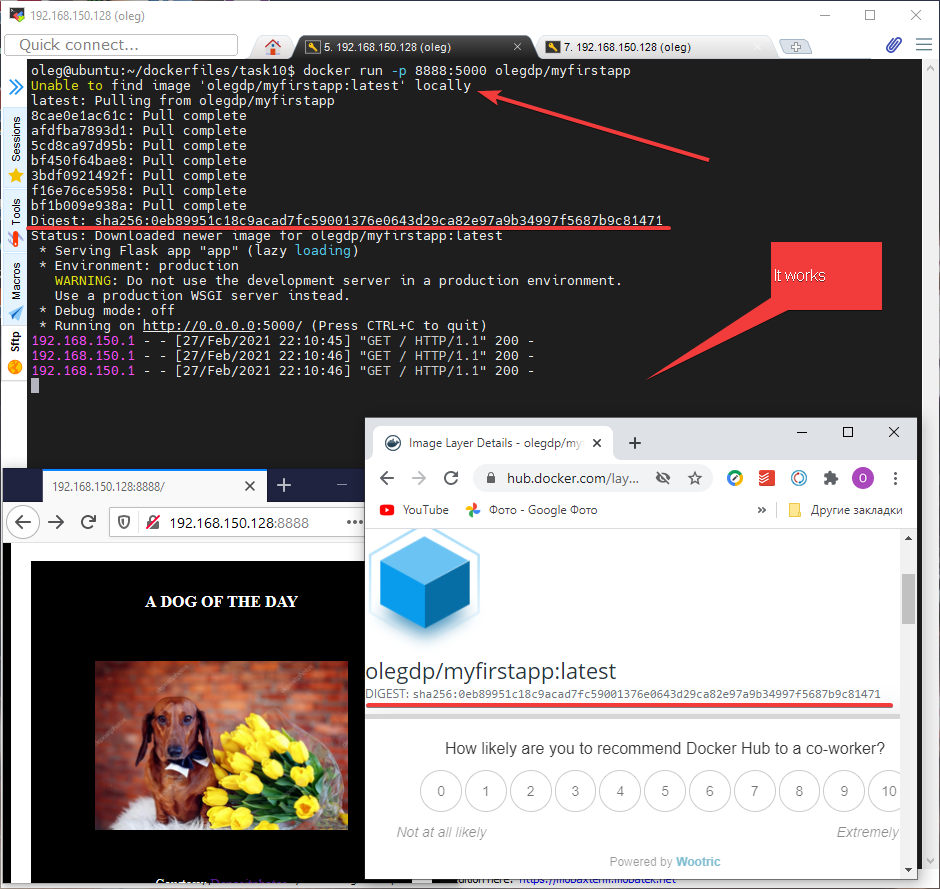 192.168.150.128 (oleg)
Quick connect...
5. 192.168.150.128 (oleg)
7. 192.168.150.128 (oleg)
Sessions
Tools
Macros
Sftp
oleg@ubuntu:~/dockerfiles/task10$ docker run -p 8888:5000 olegdp/myfirstapp
Unable to find image 'olegdp/myfirstapp:latest' locally
latest: Pulling from olegdp/myfirstapp
8cae0e1ac61c: Pull complete
afdfba7893d1: Pull complete
5cd8ca97d95b: Pull complete
bf450f64bae8: Pull complete
3bdf0921492f: Pull complete
f16e76ce5958: Pull complete
bf1b009e938a: Pull complete
Digest: sha256:0eb89951c18c9acad7fc59001376e0643d29ca82e97a9b34997f5687b9c81471
Status: Downloaded newer image for olegdp/myfirstapp:latest
* Serving Flask app "app" (lazy loading)
* Environment: production
WARNING: Do not use the development server in a production environment.
Use a production WSGI server instead.
* Debug mode: off
* Running on http://0.0.0.0:5000/ (Press CTRL+C to quit)
192.168.150.1 - - [27/Feb/2021 22:10:45] "GET / HTTP/1.1" 200 -
192.168.150.1 - - [27/Feb/2021 22:10:46] "GET / HTTP/1.1" 200 -
192.168.150.1 - - [27/Feb/2021 22:10:46] "GET / HTTP/1.1" 200 -
It works
192.168.150.128:8888/
192.168.150.128:8888
A DOG OF THE DAY
Image Layer Details - olegdp/my
hub.docker.com/lay...
O
YouTube
Фото - Google Фото
Другие закладки
olegdp/myfirstapp:latest
DIGEST: sha256:0eb89951c18c9acad7fc59001376e0643d29ca82e97a9b34997f5687b9c81471
How likely are you to recommend Docker Hub to a co-worker?
0 1 2 3 4 5 6 7 8 9 10
Not at all likely
Extremely
Powered by Wootric